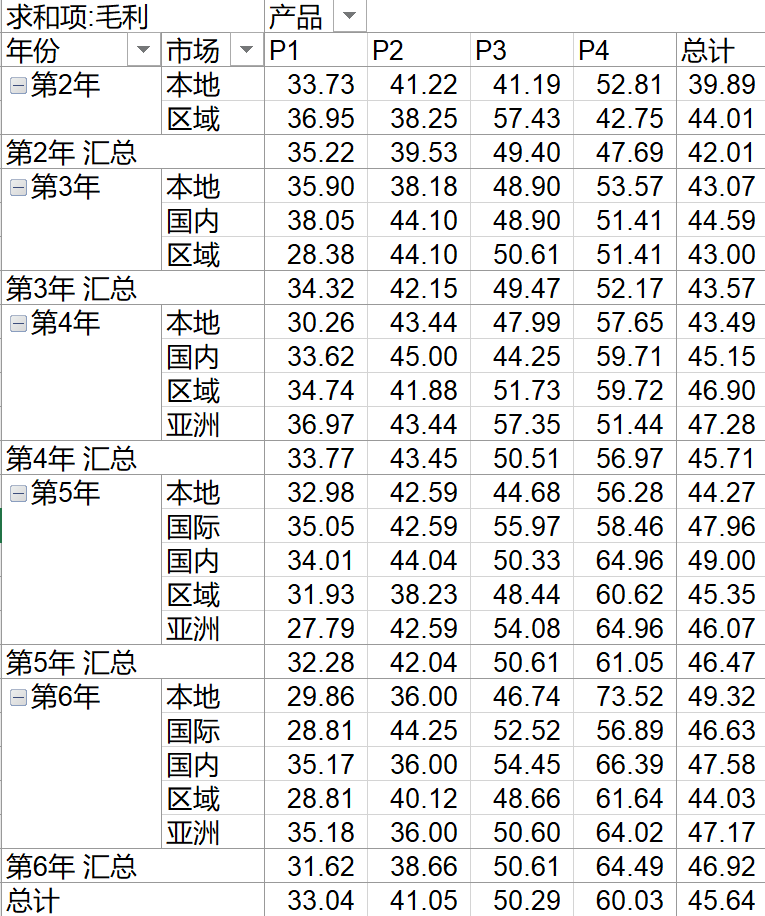 求和项:毛利 产品
年份 市场 P1 P2 P3 P4 总计
第2年 本地 33.73 41.22 41.19 52.81 39.89
区域 36.95 38.25 57.43 42.75 44.01
第2年 汇总 35.22 39.53 49.40 47.69 42.01
第3年 本地 35.90 38.18 48.90 53.57 43.07
国内 38.05 44.10 48.90 51.41 44.59
区域 28.38 44.10 50.61 51.41 43.00
第3年 汇总 34.32 42.15 49.47 52.17 43.57
第4年 本地 30.26 43.44 47.99 57.65 43.49
国内 33.62 45.00 44.25 59.71 45.15
区域 34.74 41.88 51.73 59.72 46.90
亚洲 36.97 43.44 57.35 51.44 47.28
第4年 汇总 33.77 43.45 50.51 56.97 45.71
第5年 本地 32.98 42.59 44.68 56.28 44.27
国际 35.05 42.59 55.97 58.46 47.96
国内 34.01 44.04 50.33 64.96 49.00
区域 31.93 38.23 48.44 60.62 45.35
亚洲 27.79 42.59 54.08 64.96 46.07
第5年 汇总 32.28 42.04 50.61 61.05 46.47
第6年 本地 29.86 36.00 46.74 73.52 49.32
国际 28.81 44.25 52.52 56.89 46.63
国内 35.17 36.00 54.45 66.39 47.58
区域 28.81 40.12 48.66 61.64 44.03
亚洲 35.18 36.00 50.60 64.02 47.17
第6年 汇总 31.62 38.66 50.61 64.49 46.92
总计 33.04 41.05 50.29 60.03 45.64